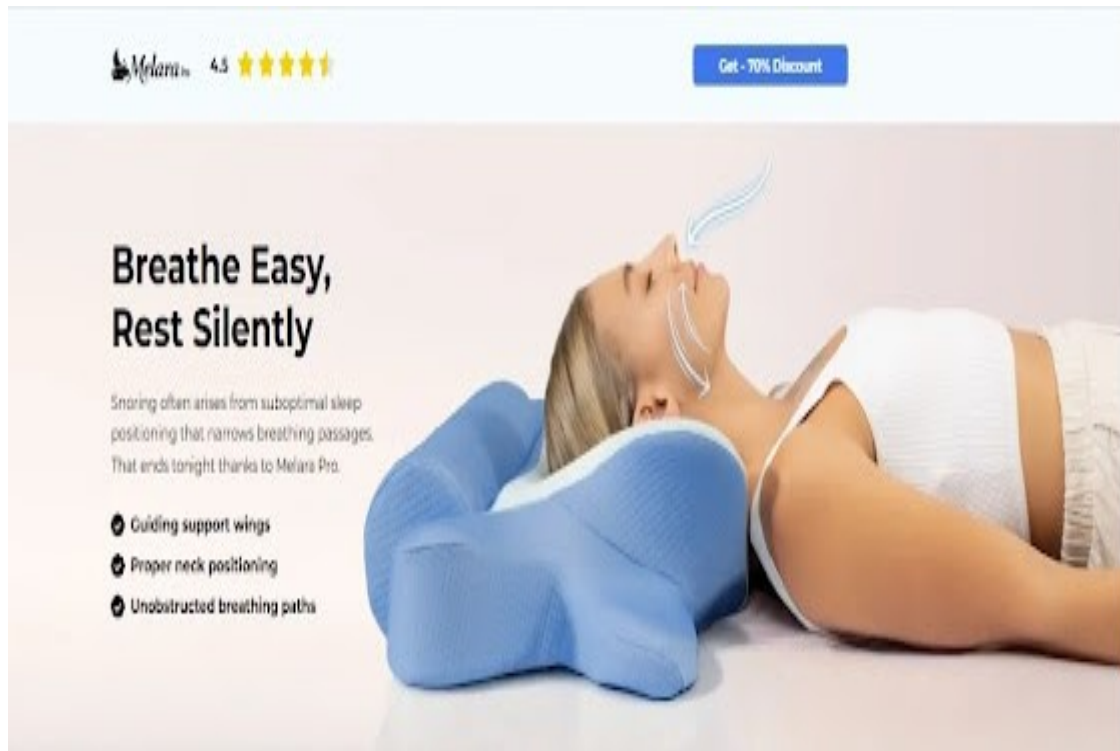 Melara
4.5
Get - 70% Discount
Breathe Easy,
Rest Silently
Snoring often arises from suboptimal sleep
positioning that narrows breathing passages.
That ends tonight thanks to Melara Pro.
Guiding support wings
Proper neck positioning
Unobstructed breathing paths